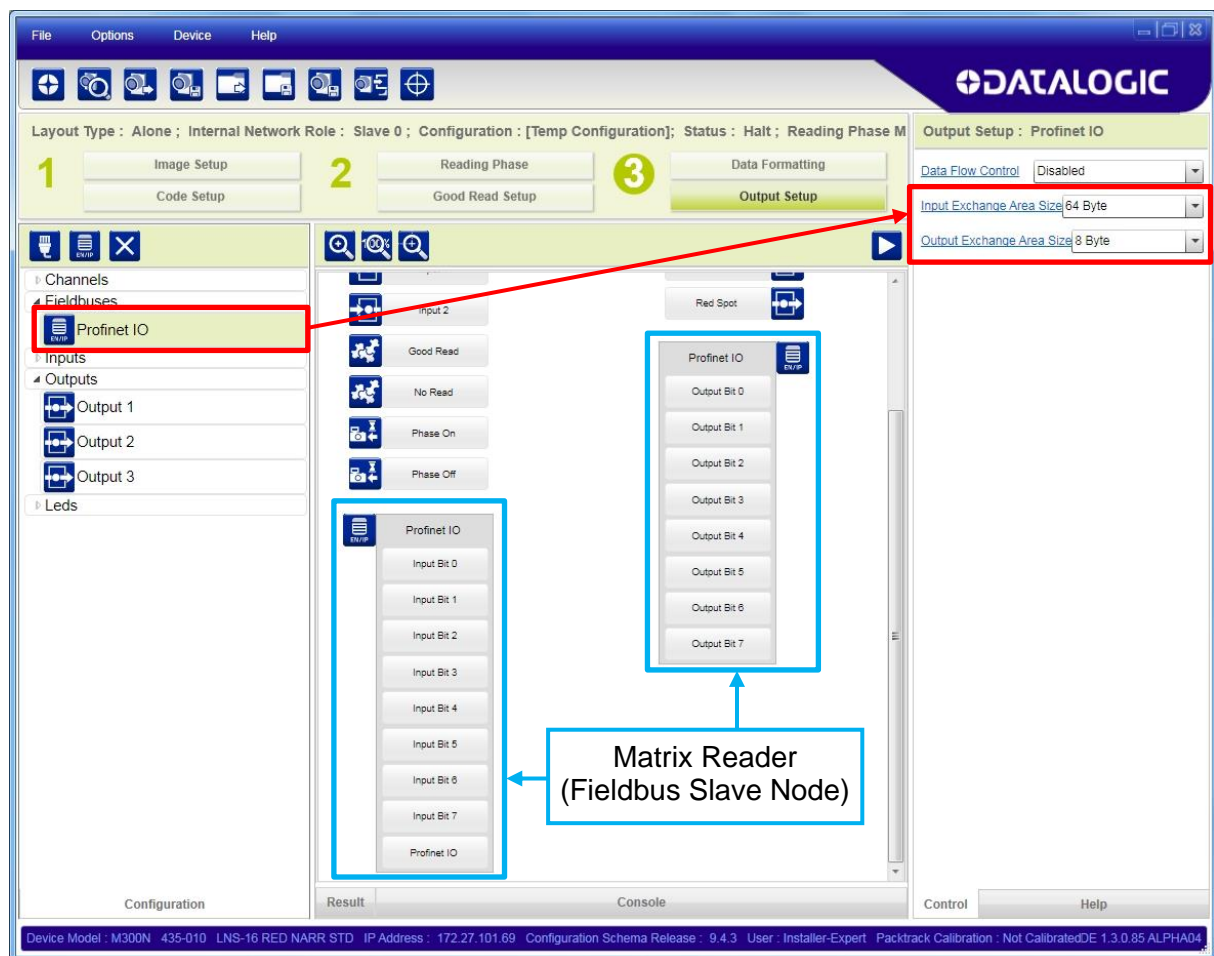 File Options Device Help
DATALOGIC
Layout Type : Alone ; Internal Network Role : Slave 0 ; Configuration : [Temp Configuration]; Status : Halt ; Reading Phase M
1
Image Setup
Code Setup
2
Reading Phase
Good Read Setup
3
Data Formatting
Output Setup
Output Setup : Profinet IO
Data Flow Control Disabled
Input Exchange Area Size 64 Byte
Output Exchange Area Size 8 Byte
EN/IP
100%
Channels
Fieldbuses
EN/IP
Profinet IO
Inputs
Outputs
Output 1
Output 2
Output 3
Leds
Configuration
Input 2
Good Read
No Read
Phase On
Phase Off
EN/IP
Profinet IO
Input Bit 0
Input Bit 1
Input Bit 2
Input Bit 3
Input Bit 4
Input Bit 5
Input Bit 6
Input Bit 7
Profinet IO
Red Spot
Profinet IO
EN/IP
Output Bit 0
Output Bit 1
Output Bit 2
Output Bit 3
Output Bit 4
Output Bit 5
Output Bit 6
Output Bit 7
Matrix Reader
(Fieldbus Slave Node)
Result Console
Control Help
Device Model : M300N 435-010 LNS-16 RED NARR STD IP Address : 172.27.101.69 Configuration Schema Release : 9.4.3 User : Installer-Expert Packtrack Calibration : Not CalibratedDE 1.3.0.85 ALPHA04